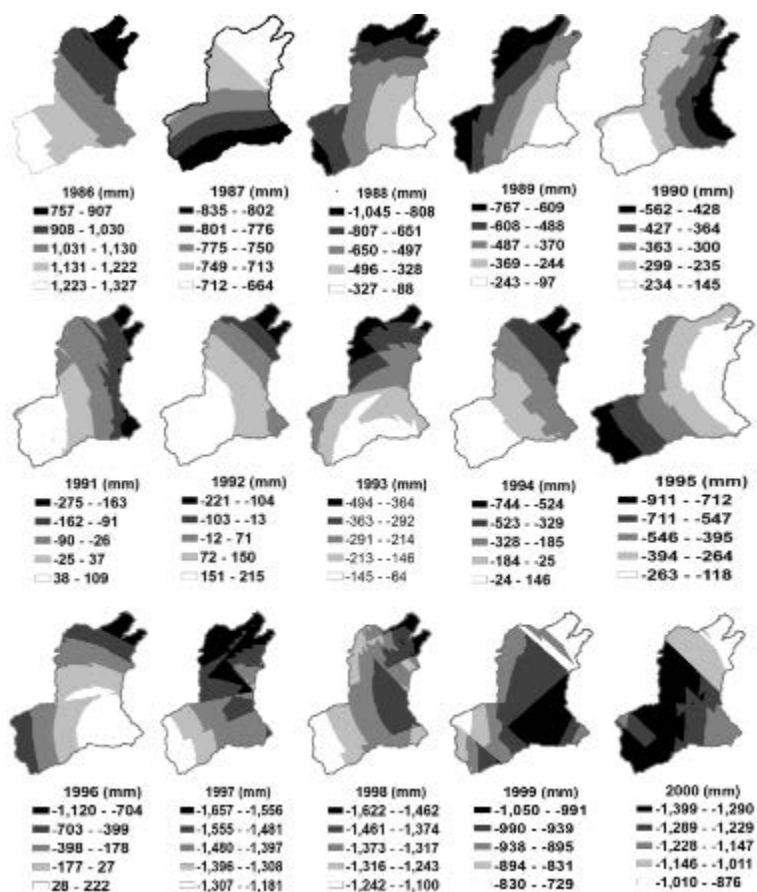 1986 (mm)
757 - 907
908 - 1,030
1,031 - 1,130
1,131 - 1,222
1,223 - 1,327
1987 (mm)
-835 - -802
-801 - -776
-775 - -750
-749 - -713
-712 - -664
1988 (mm)
-1,045 - -808
-807 - -651
-650 - -497
-496 - -328
-327 - -88
1989 (mm)
-767 - -609
-608 - -488
-487 - -370
-369 - -244
-243 - -97
1990 (mm)
-562 - -428
-427 - -364
-363 - -300
-299 - -235
-234 - -145
1991 (mm)
-275 - -163
-162 - -91
-90 - -26
-25 - 37
38 - 109
1992 (mm)
-221 - -104
-103 - -13
-12 - 71
72 - 150
151 - 215
1993 (mm)
-494 - -364
-363 - -292
-291 - -214
-213 - -146
-145 - -64
1994 (mm)
-744 - -524
-523 - -329
-328 - -185
-184 - -25
-24 - 146
1995 (mm)
-911 - -712
-711 - -547
-546 - -395
-394 - -264
-263 - -118
1996 (mm)
-1,120 - -704
-703 - -399
-398 - -178
-177 - 27
28 - 222
1997 (mm)
-1,657 - -1,556
-1,555 - -1,481
-1,480 - -1,397
-1,396 - -1,308
-1,307 - -1,181
1998 (mm)
-1,622 - -1,462
-1,461 - -1,374
-1,373 - -1,317
-1,316 - -1,243
-1,242 - -1,100
1999 (mm)
-1,050 - -991
-990 - -939
-938 - -895
-894 - -831
-830 - -729
2000 (mm)
-1,399 - -1,290
-1,289 - -1,229
-1,228 - -1,147
-1,146 - -1,011
-1,010 - -876